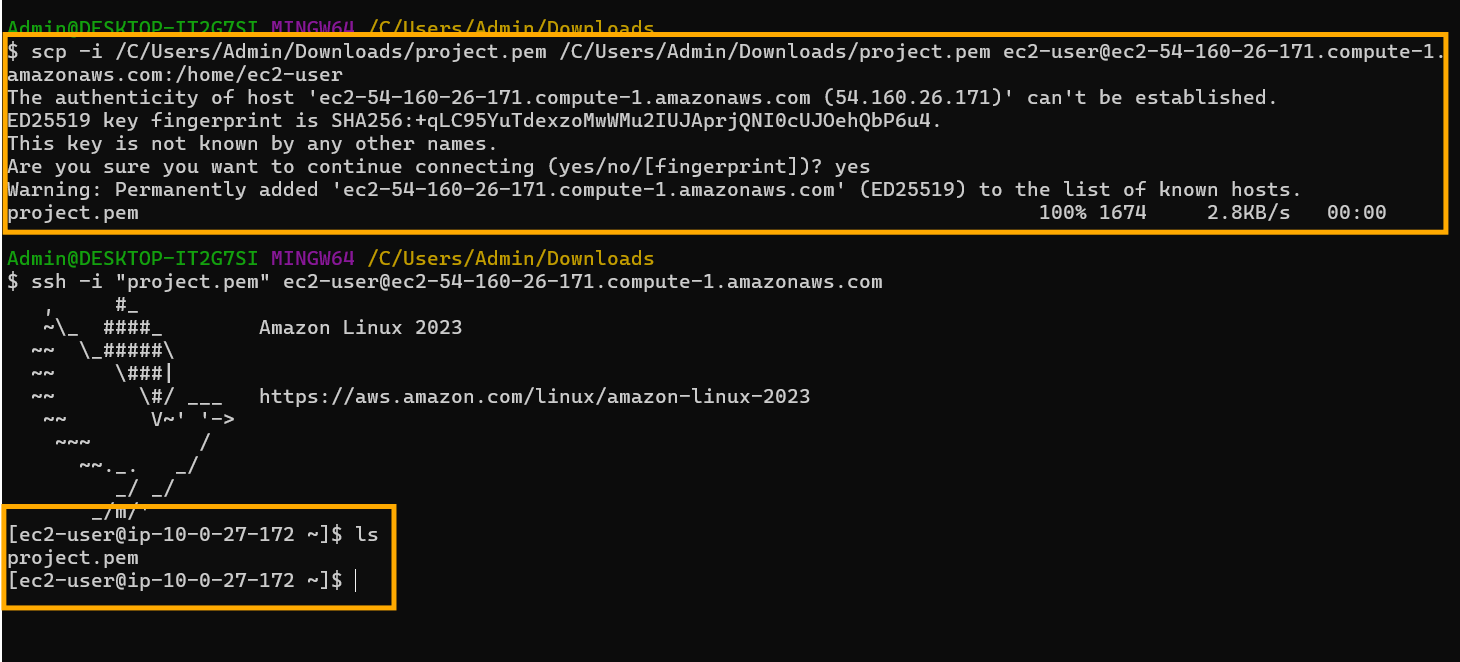 Admin@DESKTOP-IT2G7SI MINGW64 /C/Users/Admin/Downloads
$ scp -i /C/Users/Admin/Downloads/project.pem /C/Users/Admin/Downloads/project.pem ec2-user@ec2-54-160-26-171.compute-1.
amazonaws.com:/home/ec2-user
The authenticity of host 'ec2-54-160-26-171.compute-1.amazonaws.com (54.160.26.171)' can't be established.
ED25519 key fingerprint is SHA256:+qLC95YuTdexzoMwWMu2IUJAprjQNI0cUJOehQbP6u4.
This key is not known by any other names.
Are you sure you want to continue connecting (yes/no/[fingerprint])? yes
Warning: Permanently added 'ec2-54-160-26-171.compute-1.amazonaws.com' (ED25519) to the list of known hosts.
project.pem                                                                           100% 1674     2.8KB/s   00:00
Admin@DESKTOP-IT2G7SI MINGW64 /C/Users/Admin/Downloads
$ ssh -i "project.pem" ec2-user@ec2-54-160-26-171.compute-1.amazonaws.com
   ,     #_
   ~\_  ####_        Amazon Linux 2023
  ~~  \_#####\
  ~~     \###|
  ~~       \#/ ___   https://aws.amazon.com/linux/amazon-linux-2023
   ~~       V~' '->
    ~~~         /
      ~~._.   _/
         _/ _/
       _/m/'
[ec2-user@ip-10-0-27-172 ~]$ ls
project.pem
[ec2-user@ip-10-0-27-172 ~]$